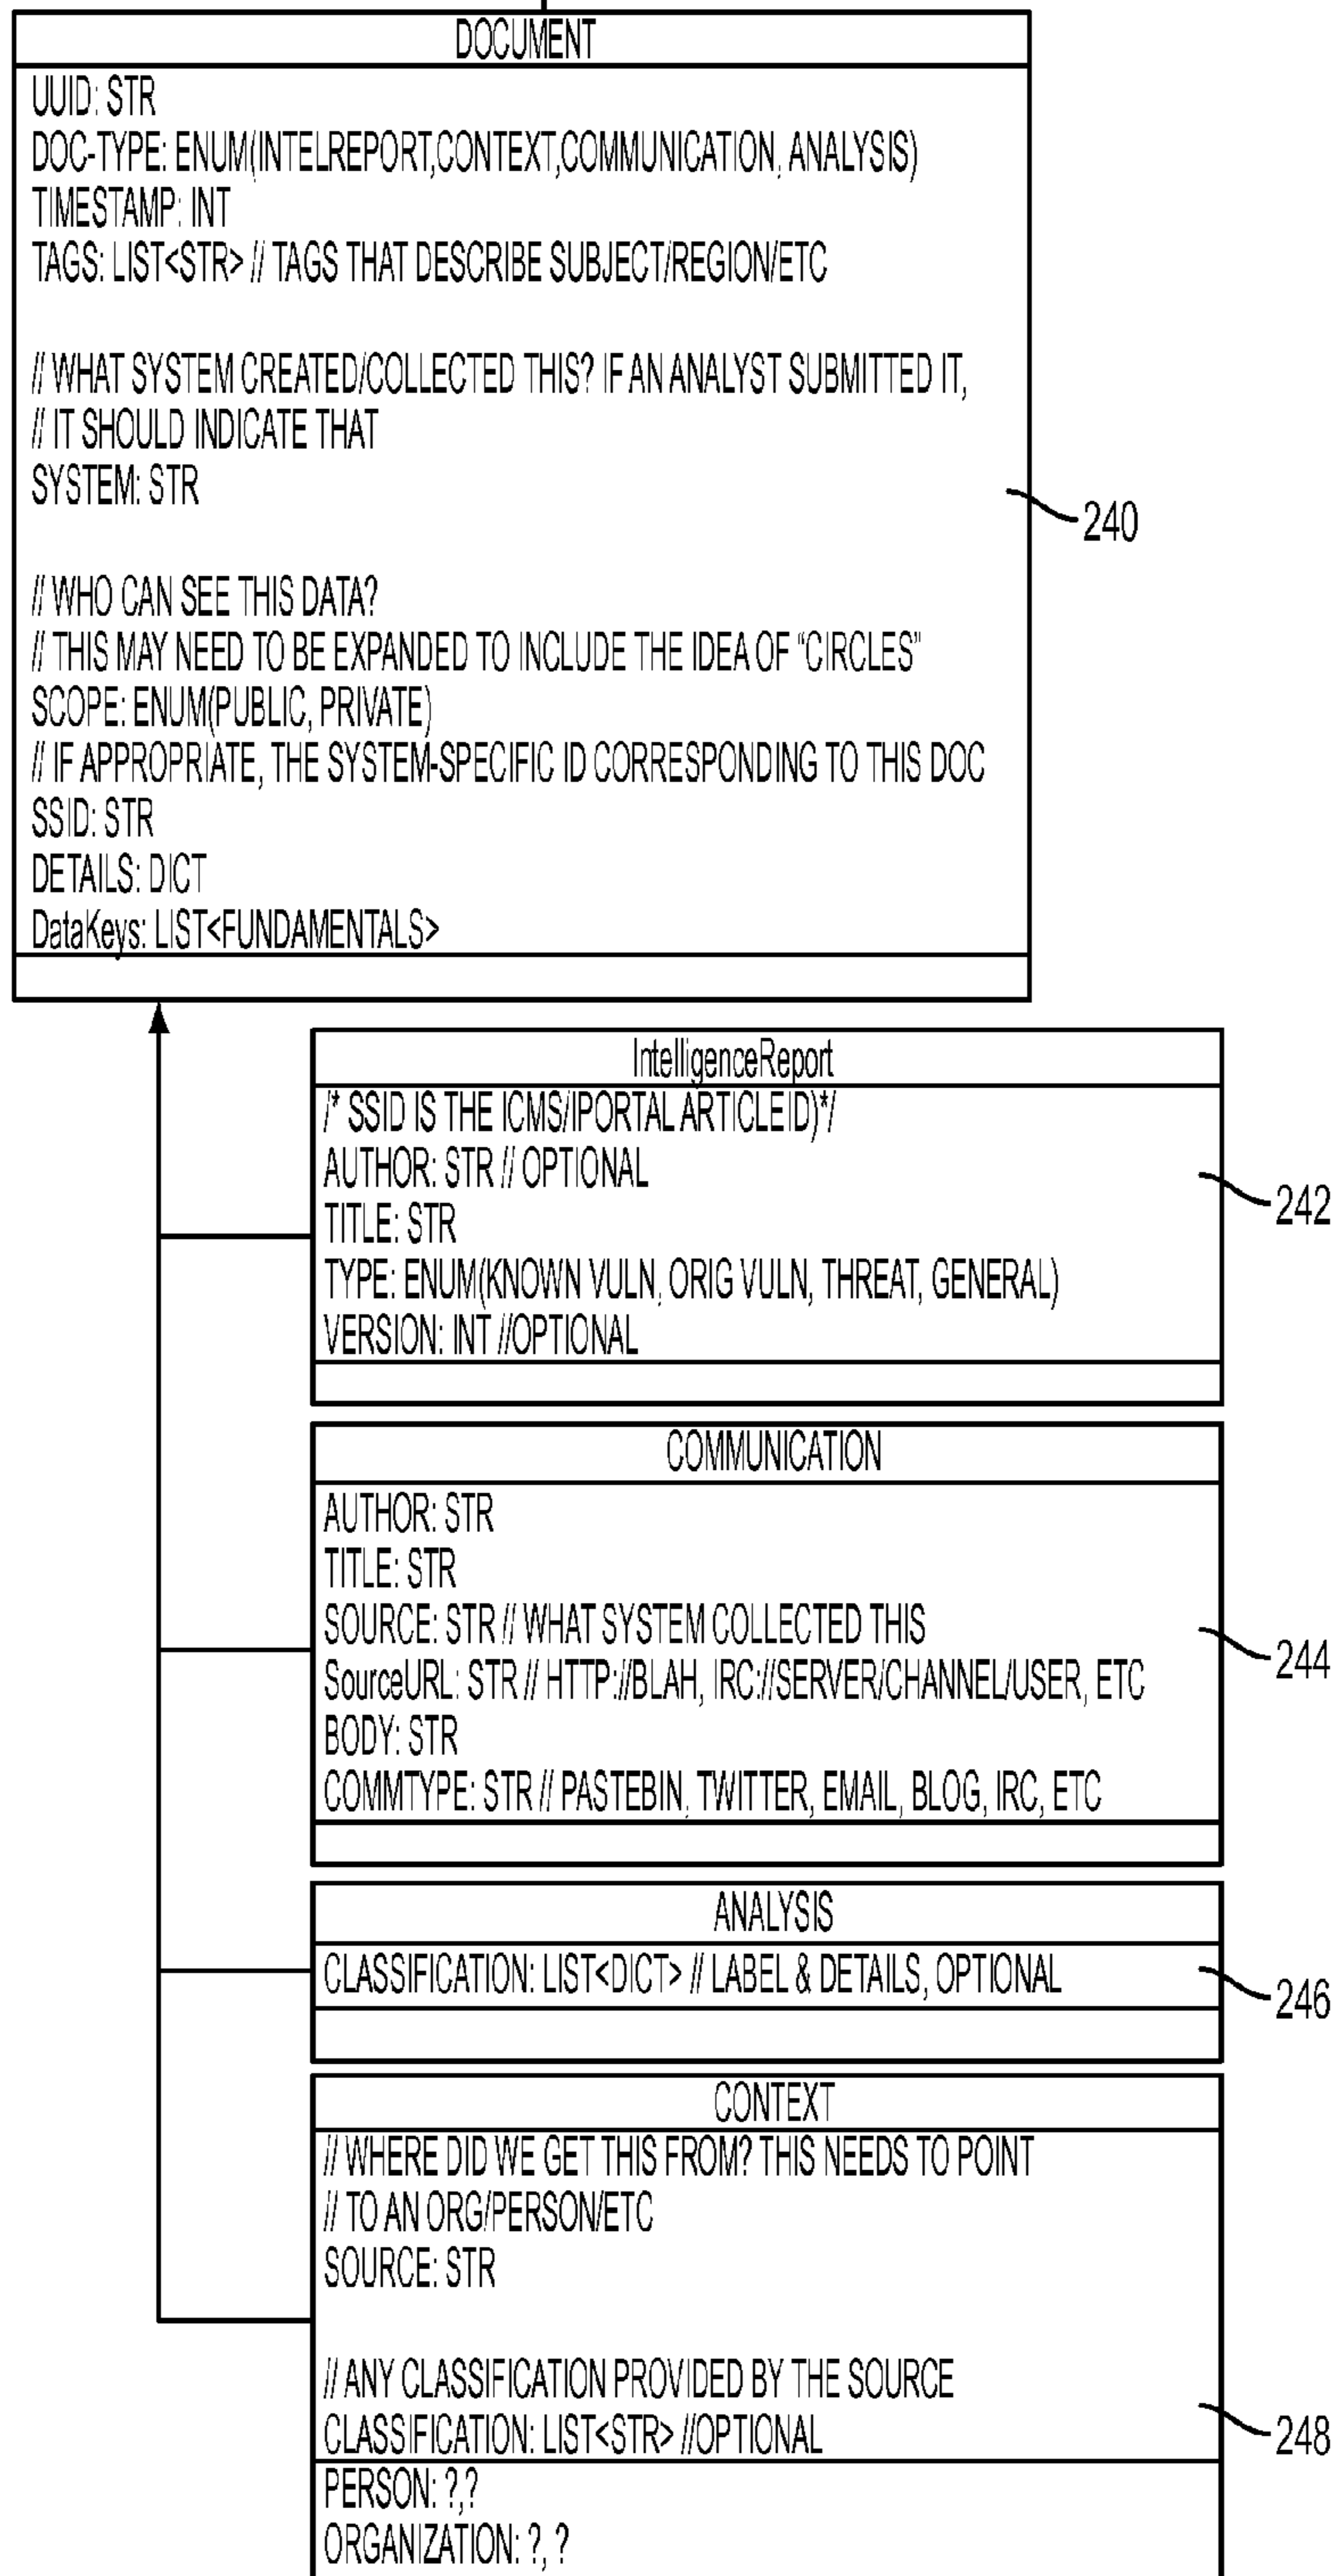 DOCUMENT
UUID: STR
DOC-TYPE: ENUM(INTELREPORT,CONTEXT,COMMUNICATION, ANALYSIS)
TIMESTAMP: INT
TAGS: LIST<STR> // TAGS THAT DESCRIBE SUBJECT/REGION/ETC
// WHAT SYSTEM CREATED/COLLECTED THIS? IF AN ANALYST SUBMITTED IT,
// IT SHOULD INDICATE THAT
SYSTEM: STR
240
// WHO CAN SEE THIS DATA?
// THIS MAY NEED TO BE EXPANDED TO INCLUDE THE IDEA OF “CIRCLES”
SCOPE: ENUM(PUBLIC, PRIVATE)
// IF APPROPRIATE, THE SYSTEM-SPECIFIC ID CORRESPONDING TO THIS DOC
SSID: STR
DETAILS: DICT
DataKeys: LIST<FUNDAMENTALS>
IntelligenceReport
/* SSID IS THE ICMS/IPORTAL ARTICLEID)*/
AUTHOR: STR // OPTIONAL
242
TITLE: STR
TYPE: ENUM(KNOWN VULN, ORIG VULN, THREAT, GENERAL)
VERSION: INT //OPTIONAL
COMMUNICATION
AUTHOR: STR
TITLE: STR
SOURCE: STR // WHAT SYSTEM COLLECTED THIS
244
SourceURL: STR // HTTP://BLAH, IRC://SERVER/CHANNEL/USER, ETC
BODY: STR
COMMTYPE: STR // PASTEBIN, TWITTER, EMAIL, BLOG, IRC, ETC
ANALYSIS
CLASSIFICATION: LIST<DICT> // LABEL & DETAILS, OPTIONAL
246
CONTEXT
// WHERE DID WE GET THIS FROM? THIS NEEDS TO POINT
// TO AN ORG/PERSON/ETC
SOURCE: STR
// ANY CLASSIFICATION PROVIDED BY THE SOURCE
CLASSIFICATION: LIST<STR> //OPTIONAL
248
PERSON: ?,?
ORGANIZATION: ?, ?